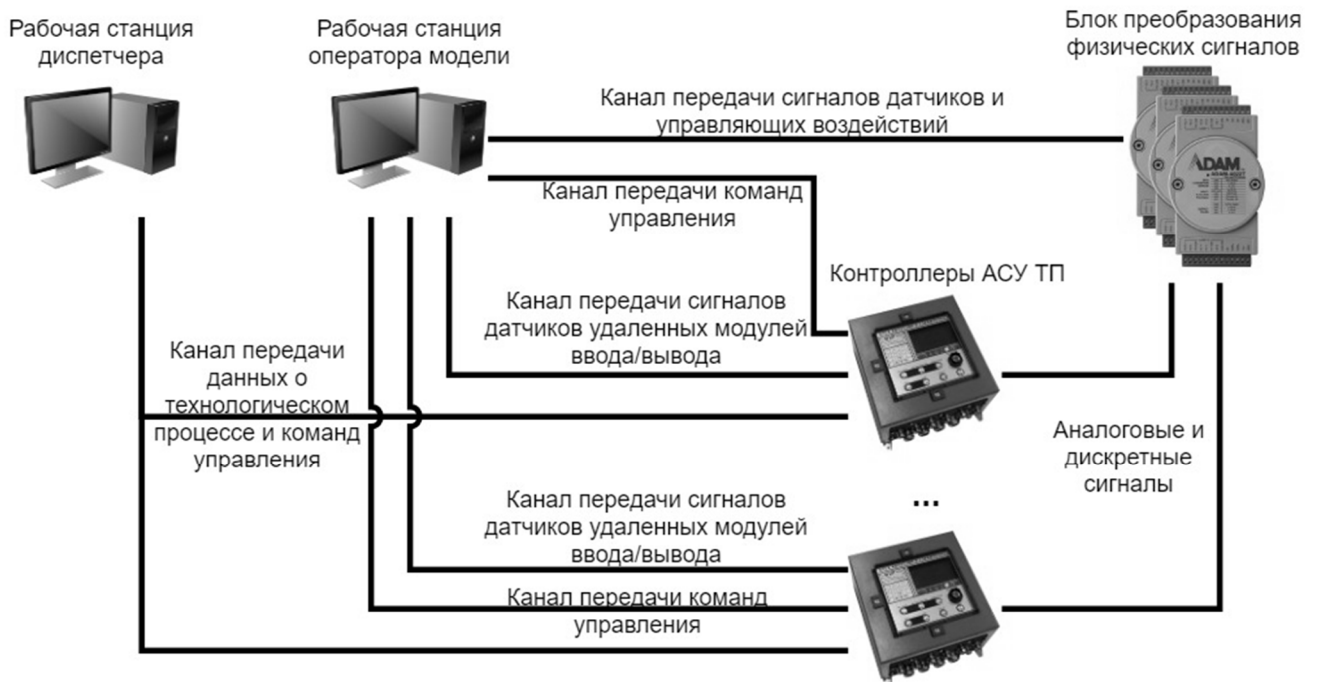 Рабочая станция
диспетчера
Рабочая станция
оператора модели
Блок преобразования
физических сигналов
Канал передачи сигналов датчиков и
управляющих воздействий
ADAM
Канал передачи команд
управления
Контроллеры АСУ ТП
Канал передачи сигналов
датчиков удаленных модулей
ввода/вывода
Канал передачи
данных о
технологическом
процессе и команд
управления
Аналоговые и
дискретные
сигналы
...
Канал передачи сигналов
датчиков удаленных модулей
ввода/вывода
Канал передачи команд
управления